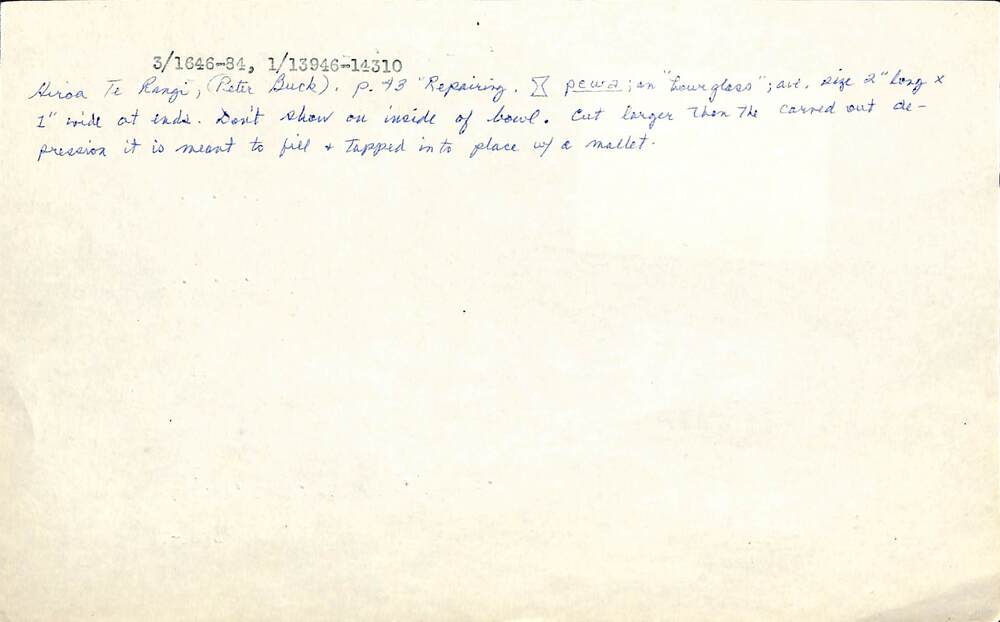 3/1646-84, 1/13946-14310
Hiroa Te Rangi, (Peter Buck). p. 43 "Repairing. pewa; an "hourglass"; ave. size 2" long x
1" wide at ends. Don't show on inside of bowl. Cut larger than the carved out de-
pression it is meant to fill + tapped into place w/ a mallet.